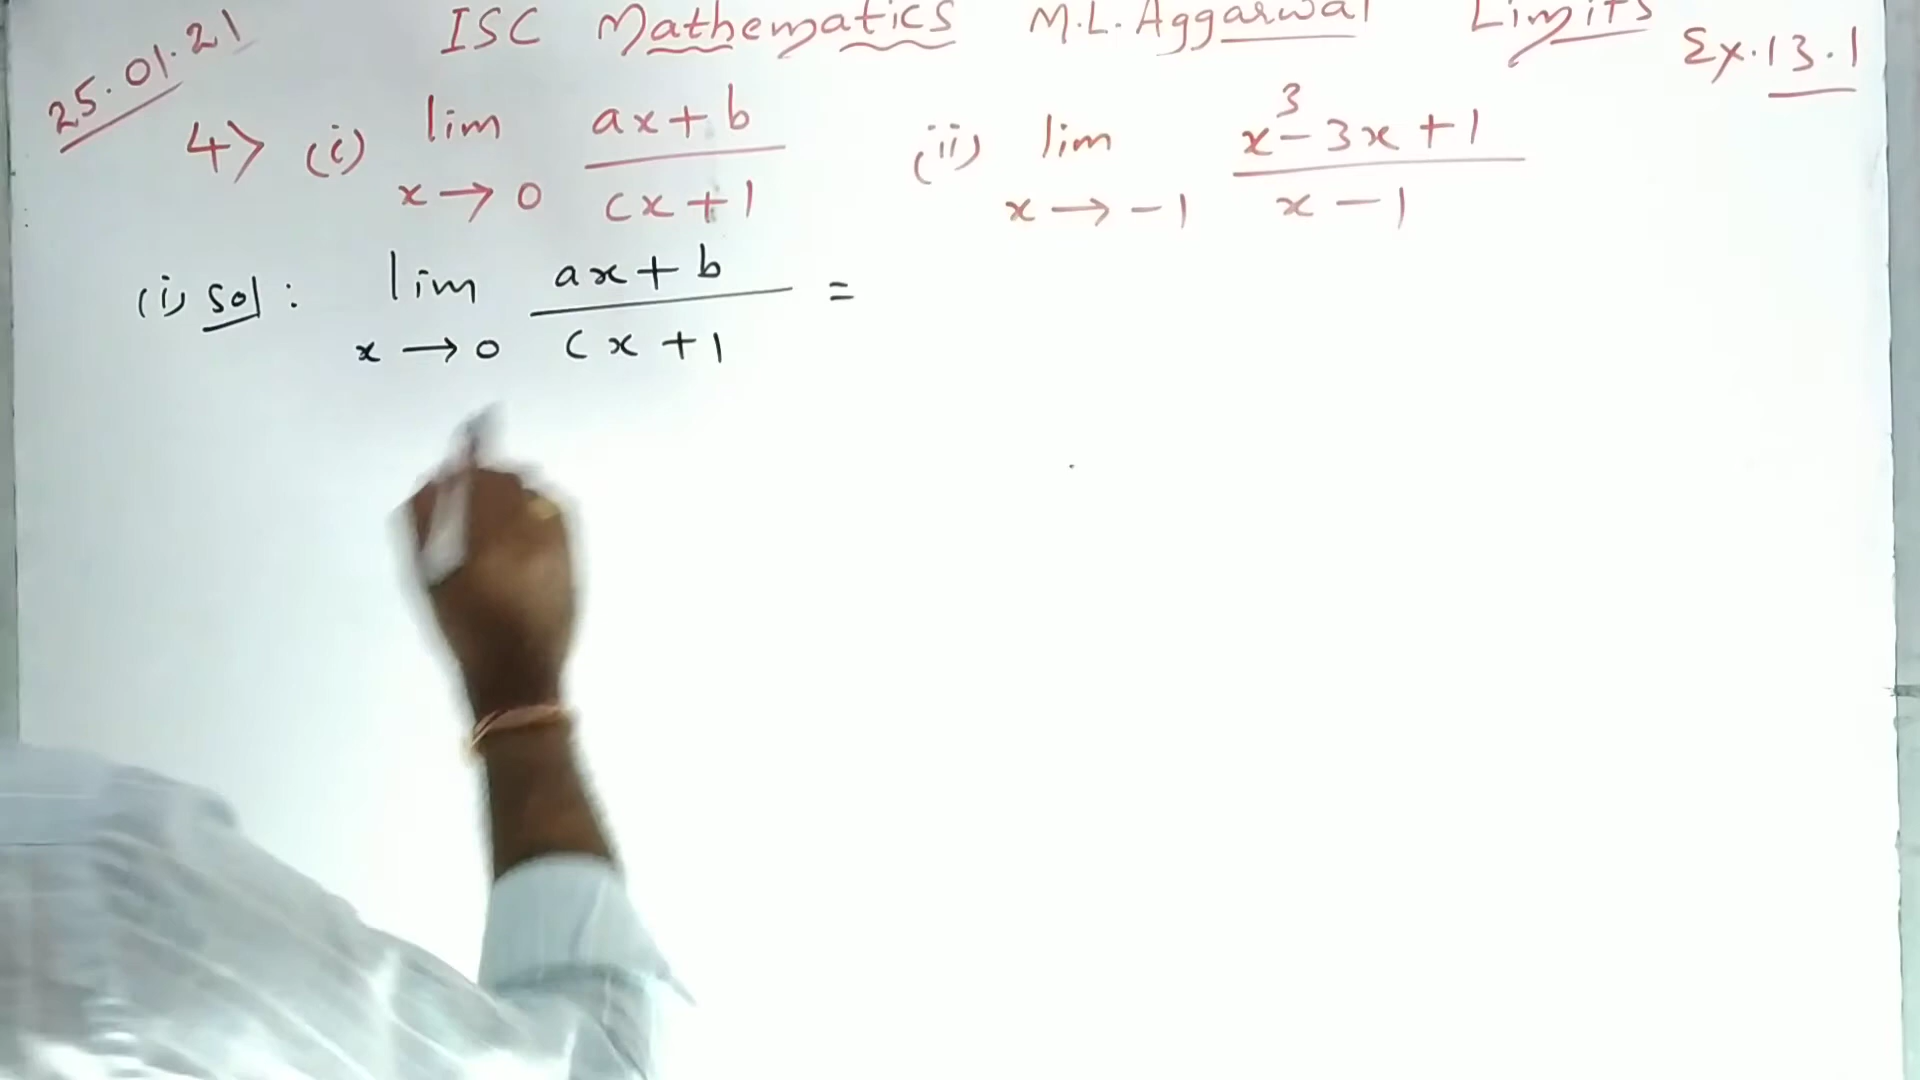 25.01.21 ISC Mathematics M.L. Aggarwal Limits Ex.13.1
4> (i) lim x→0 (ax+b)/(cx+1) (ii) lim x→-1 (x³-3x+1)/(x-1)
(i) Sol: lim x→0 (ax+b)/(cx+1) =